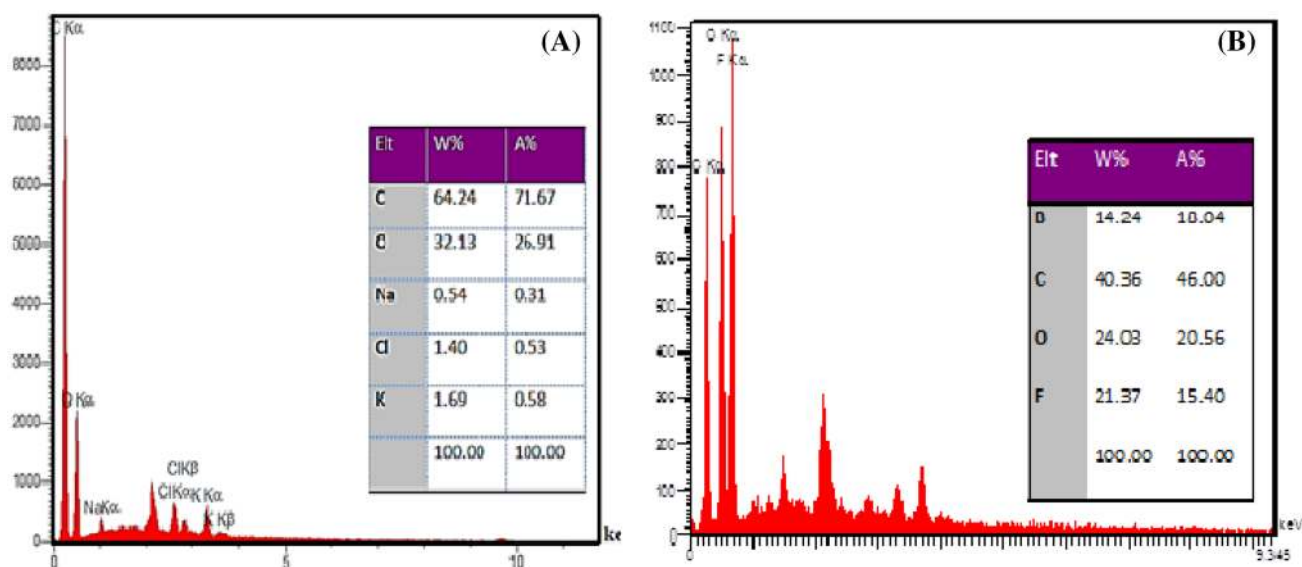 C Kα
(A)
8000
7000
6000
5000
4000
3000
2000
1000
0
O Kα
NaKα
ClKβ
ClKα
K Kα
K Kβ
0
5
10
ke
Elt W% A%
C 64.24 71.67
32.13 26.91
Na 0.54 0.31
Cl 1.40 0.53
K 1.69 0.58
100.00 100.00
(B)
1100
1000
900
800
700
600
500
400
300
200
100
0
O Kα
F Kα
Kα
0
9.345
keV
Elt W% A%
14.24 18.04
C 40.36 46.00
O 24.03 20.56
F 21.37 15.40
100.00 100.00